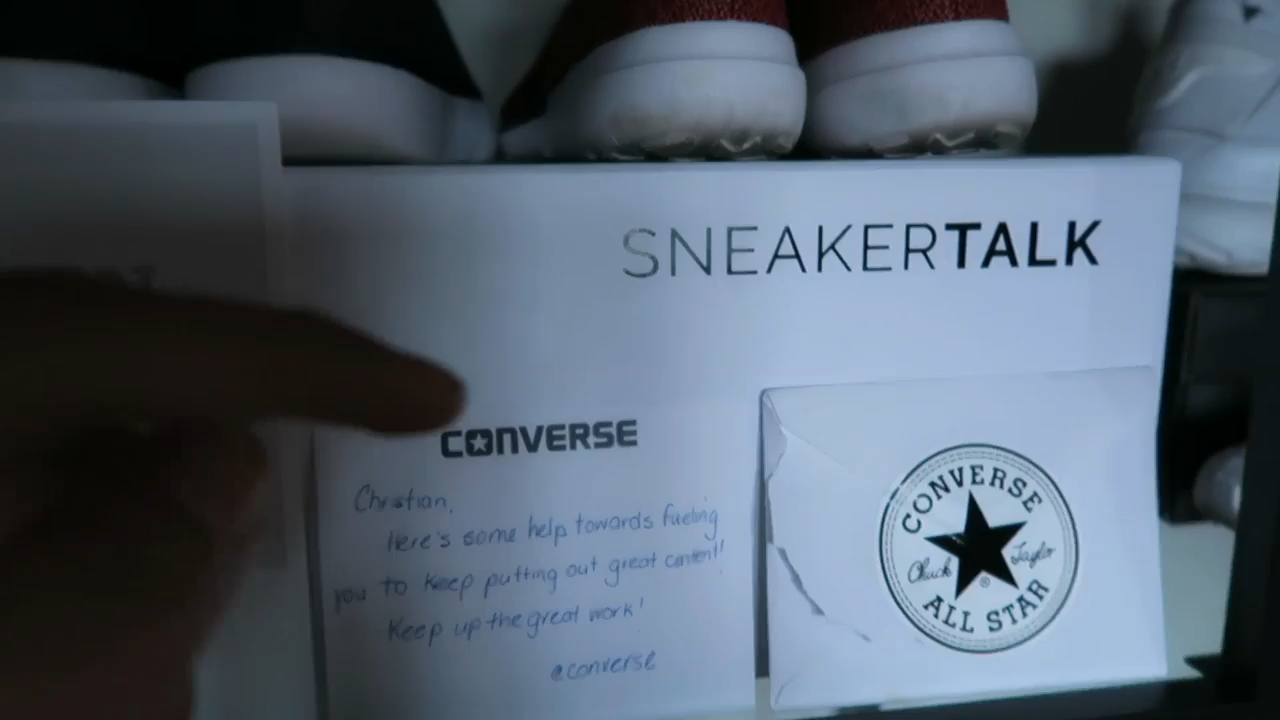 SNEAKERTALK
CONVERSE
Christian,
Here's some help towards fueling
you to keep putting out great content!
Keep up the great work!
@converse
CONVERSE
Chuck Taylor
®
ALL STAR